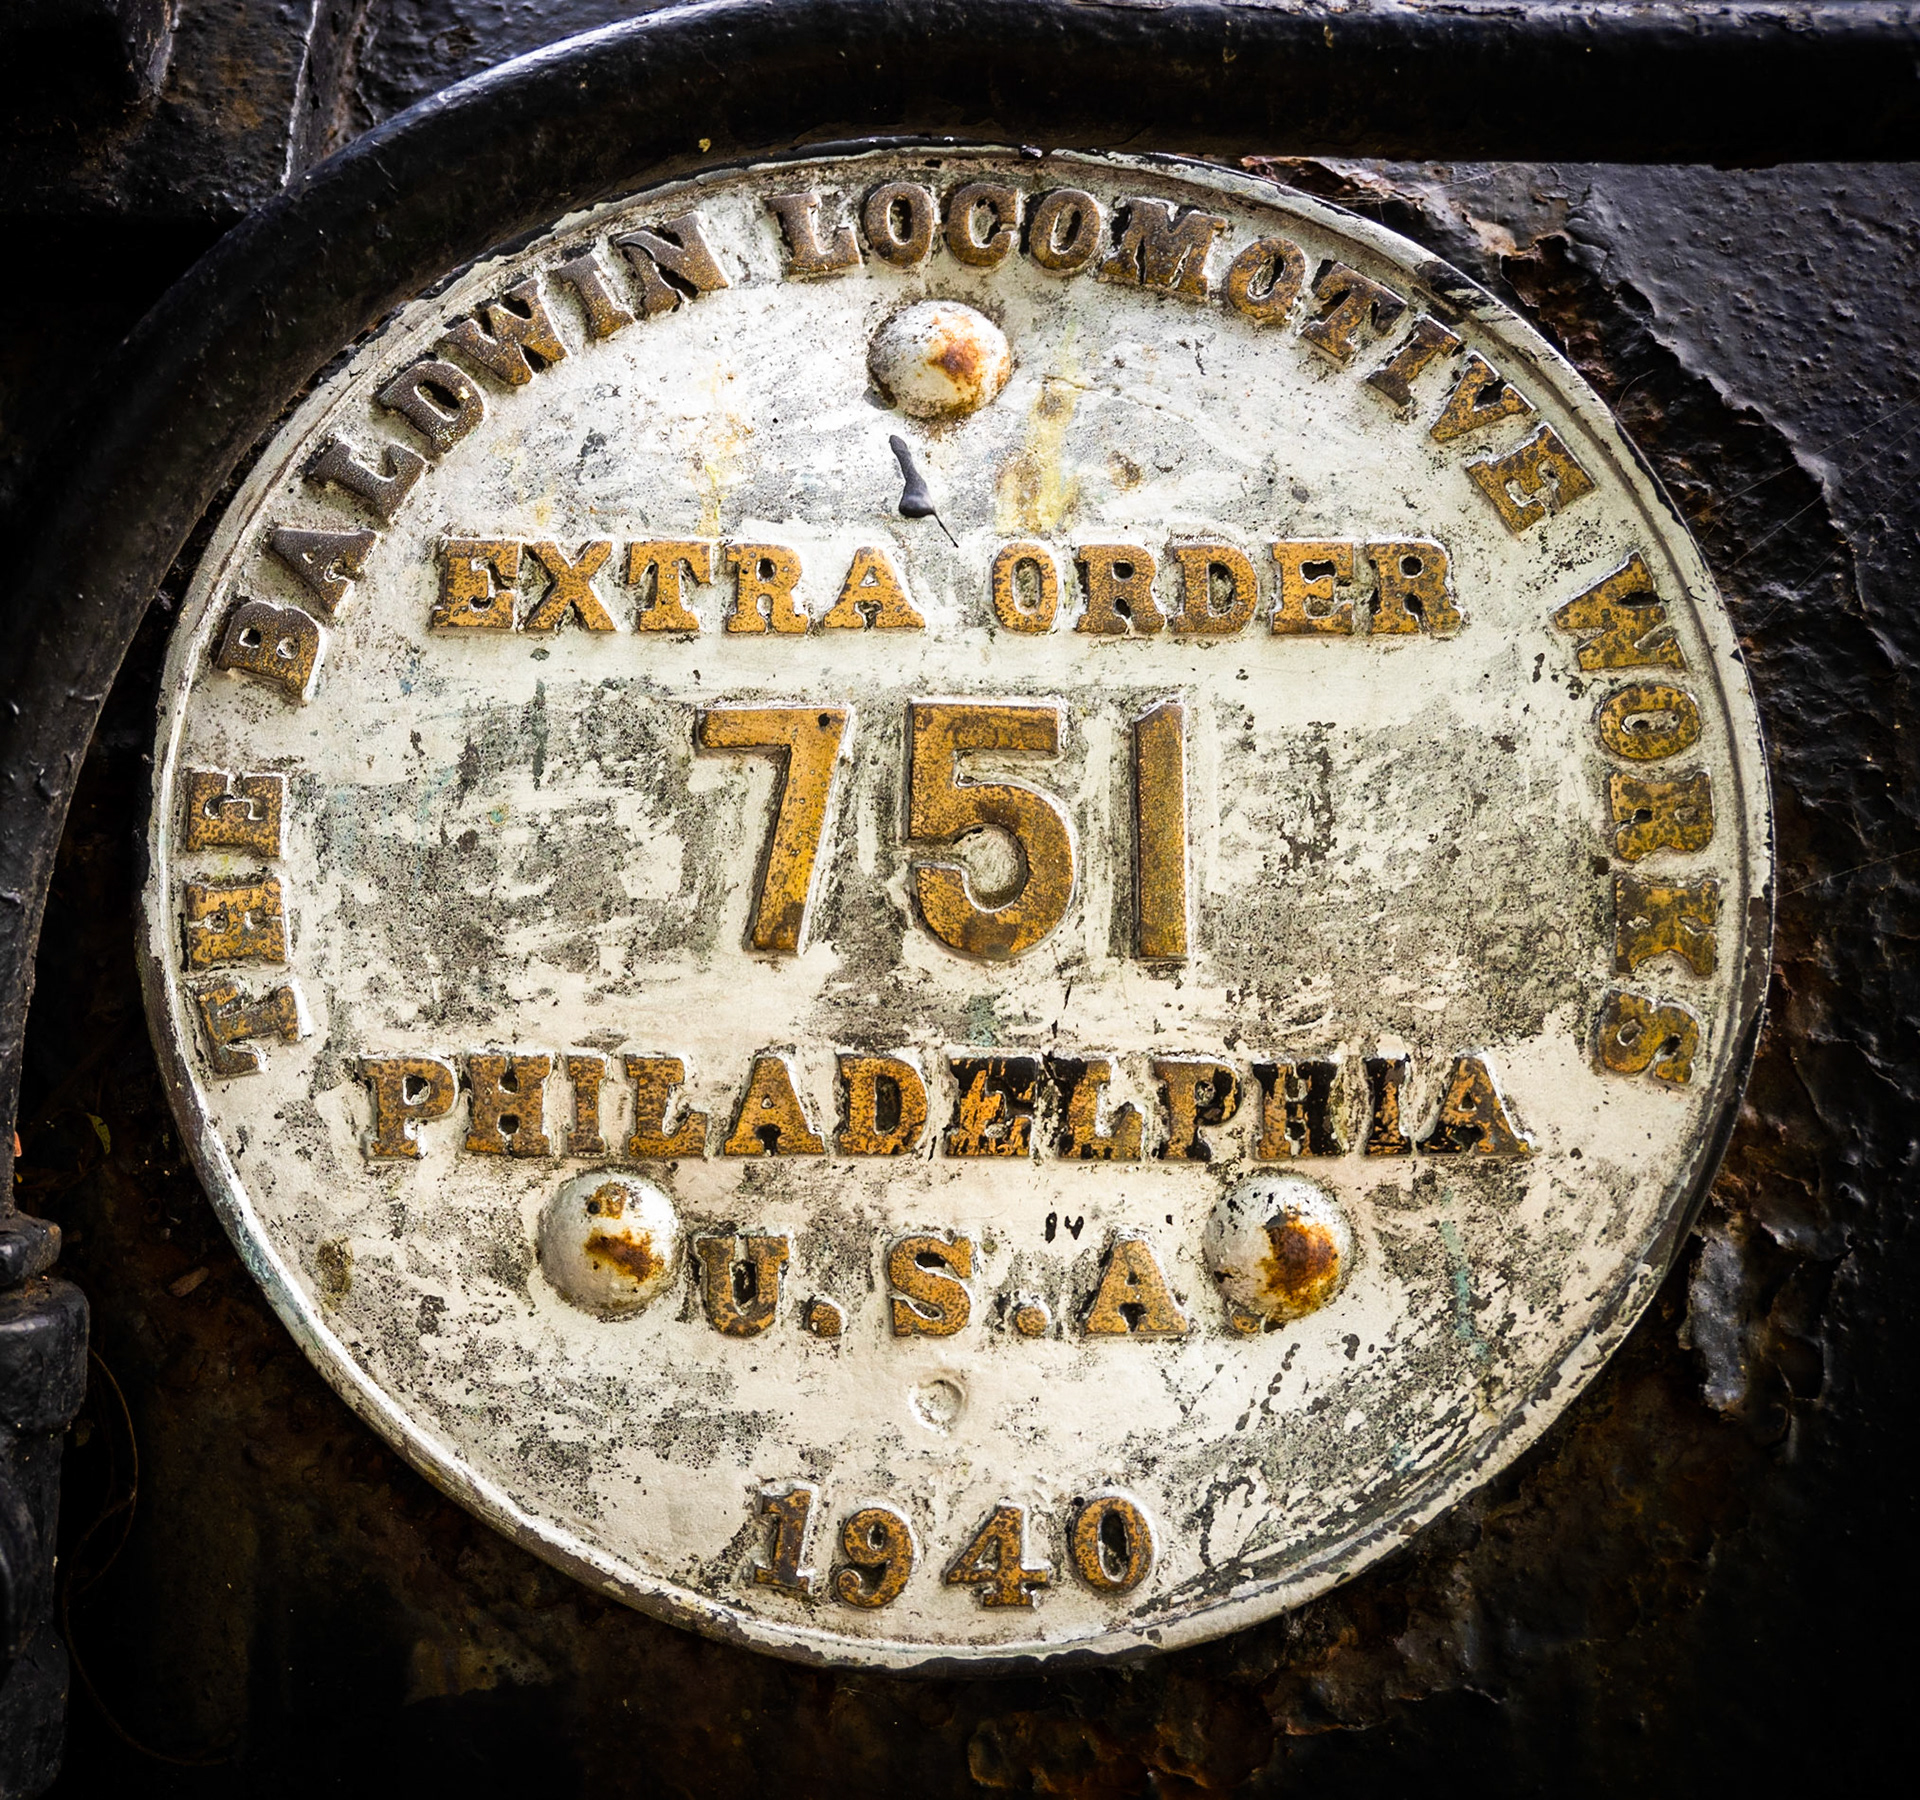 THE BALDWIN LOCOMOTIVE WORKS
EXTRA ORDER
751
PHILADELPHIA
U.S.A.
1940